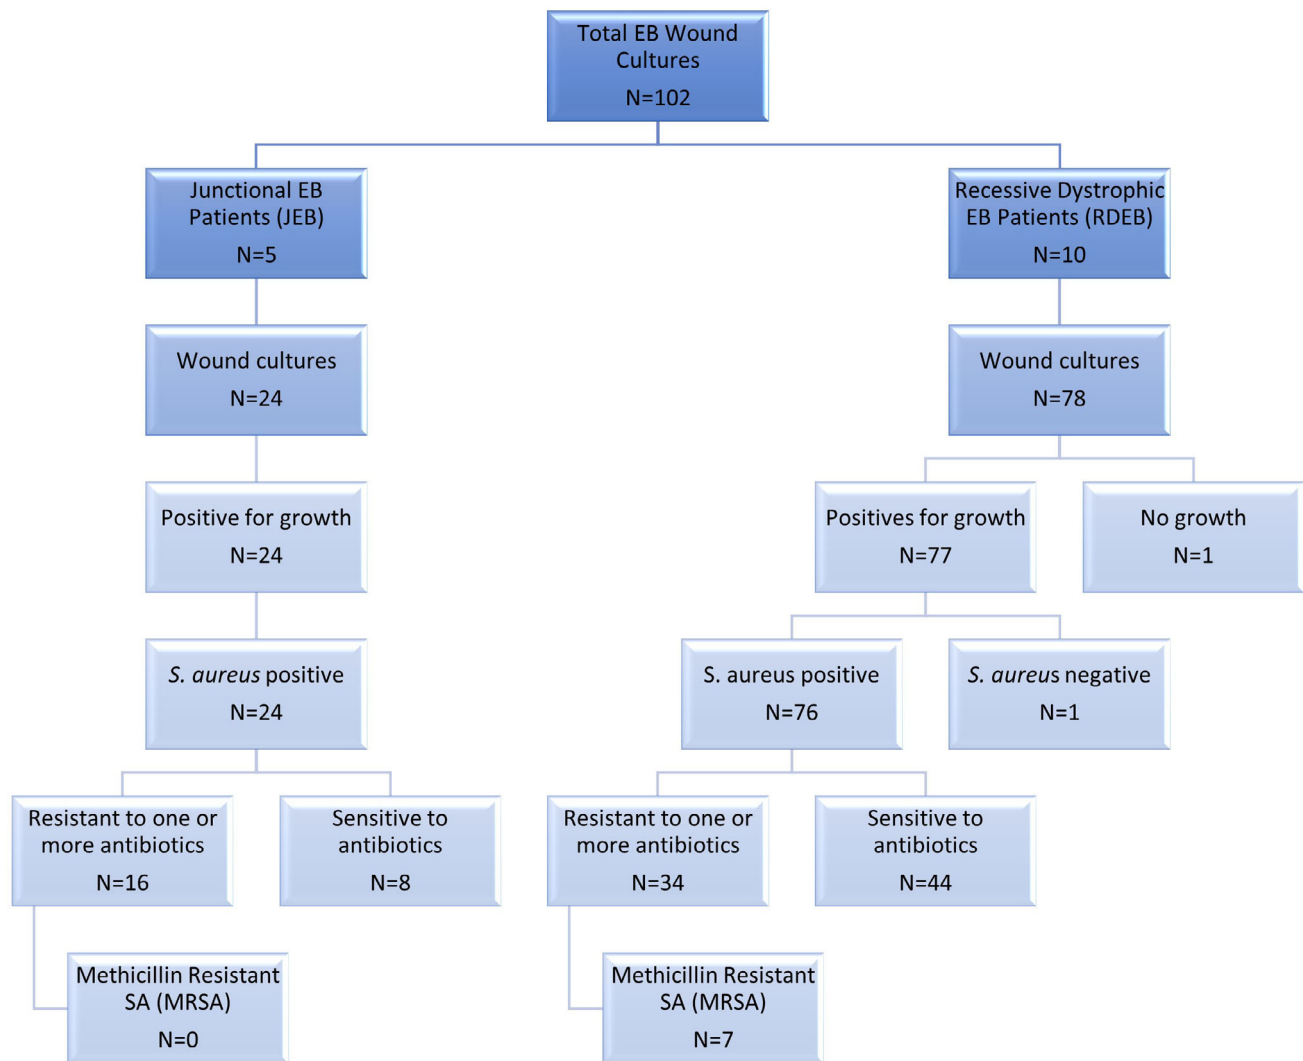 Total EB Wound
Cultures
N=102
Junctional EB
Patients (JEB)
N=5
Recessive Dystrophic
EB Patients (RDEB)
N=10
Wound cultures
N=24
Wound cultures
N=78
Positive for growth
N=24
Positives for growth
N=77
No growth
N=1
S. aureus positive
N=24
S. aureus positive
N=76
S. aureus negative
N=1
Resistant to one or
more antibiotics
N=16
Sensitive to
antibiotics
N=8
Resistant to one or
more antibiotics
N=34
Sensitive to
antibiotics
N=44
Methicillin Resistant
SA (MRSA)
N=0
Methicillin Resistant
SA (MRSA)
N=7